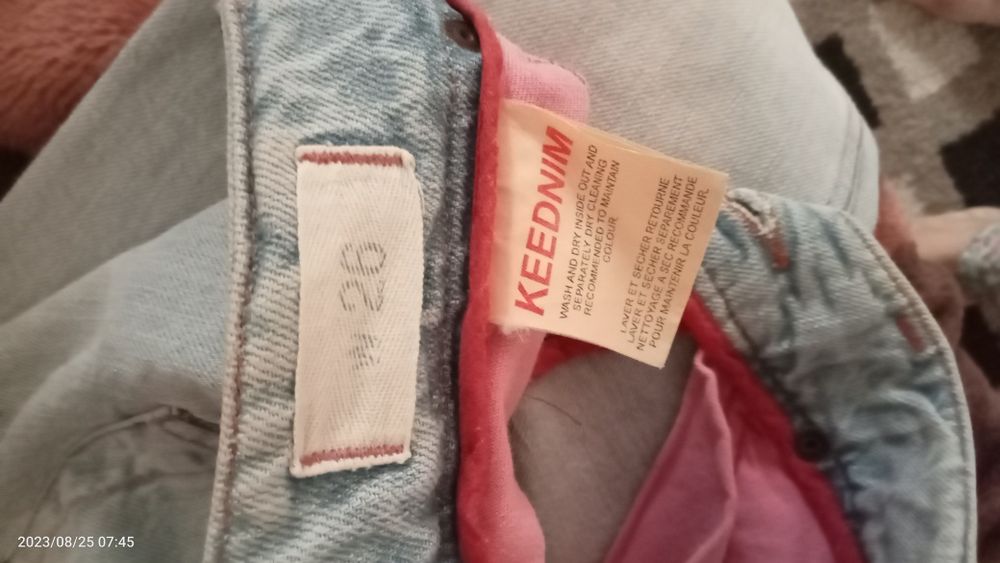 W 26
KEEDNIM
WASH AND DRY INSIDE OUT AND
SEPARATELY DRY CLEANING
RECOMMENDED TO MAINTAIN
COLOUR
LAVER ET SECHER RETOURNE
LAVER ET SECHER SEPAREMENT
NETTOYAGE A SEC RECOMMANDE
POUR MAINTENIR LA COULEUR.
2023/08/25 07:45